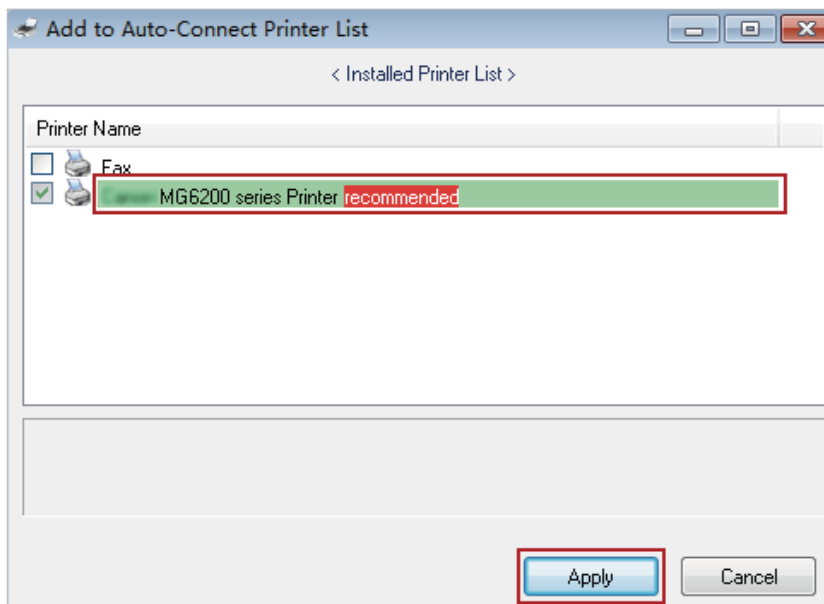 Add to Auto-Connect Printer List
< Installed Printer List >
Printer Name
Fax
MG6200 series Printer recommended
Apply
Cancel